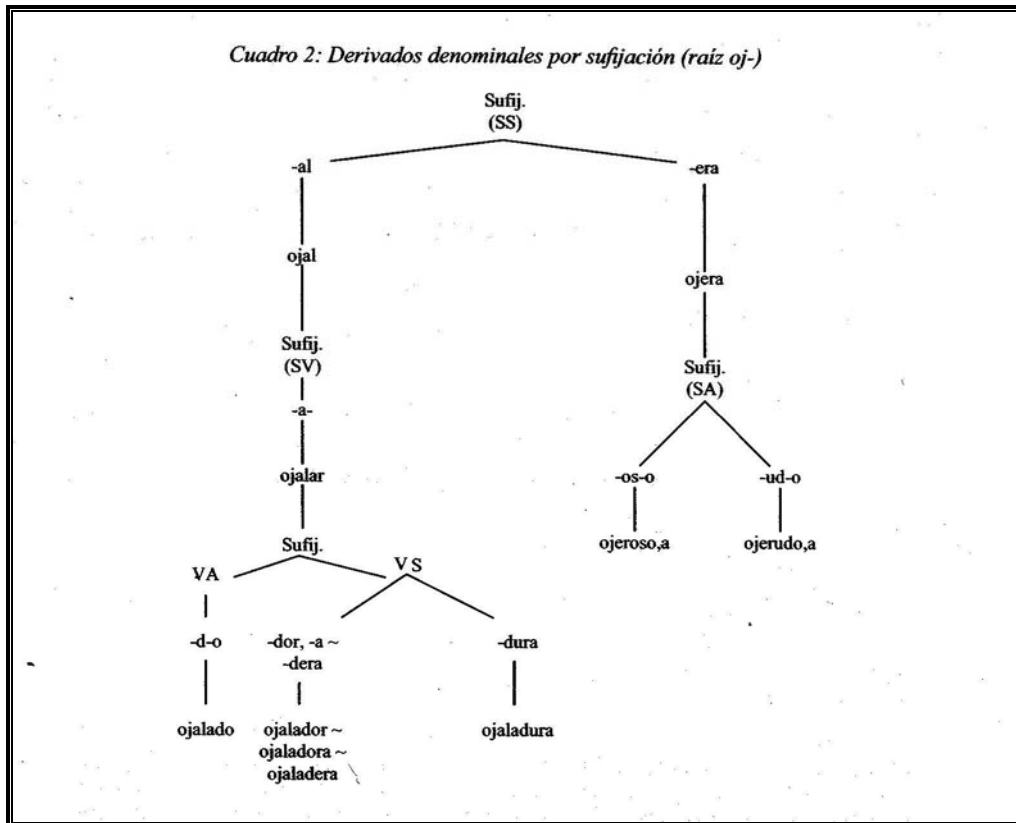 Cuadro 2: Derivados denominales por sufijación (raíz oj-)
Sufij.
(SS)
-al
-era
ojal
ojera
Sufij.
(SV)
Sufij.
(SA)
-a-
ojalar
-os-o
-ud-o
ojeroso,a
ojerudo,a
Sufij.
VA
VS
-d-o
-dor, -a ~
-dera
-dura
ojalado
ojalador ~
ojaladora ~
ojaladera
ojaladura